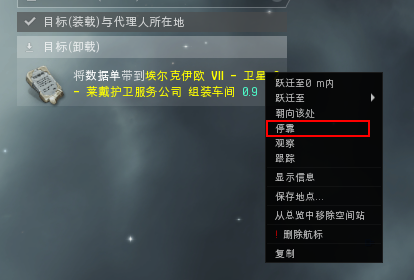 目标(装载)与代理人所在地
目标(卸载)
将数据单带到埃尔克伊欧 VII - 卫星
- 莱戴护卫服务公司 组装车间 0.9
跃迁至0 m内
跃迁至
朝向该处
停靠
观察
跟踪
显示信息
保存地点...
从总览中移除空间站
! 删除航标
复制